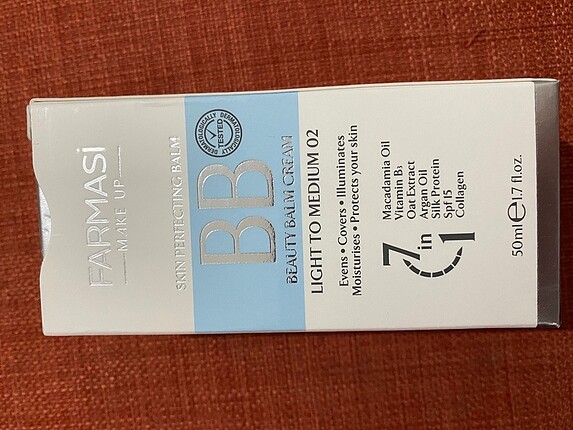 FARMASi
MAKE UP
SKIN PERFECTING BALM
DERMATOLOGICALLY
TESTED
DERMATOLOGICALLY
BB
BEAUTY BALM CREAM
LIGHT TO MEDIUM 02
Evens • Covers • Illuminates
Moisturises • Protects your skin
7 in 1
Macadamia Oil
Vitamin B₅
Oat Extract
Argan Oil
Silk Protein
Spf 15
Collagen
50ml℮1.7 fl.oz.